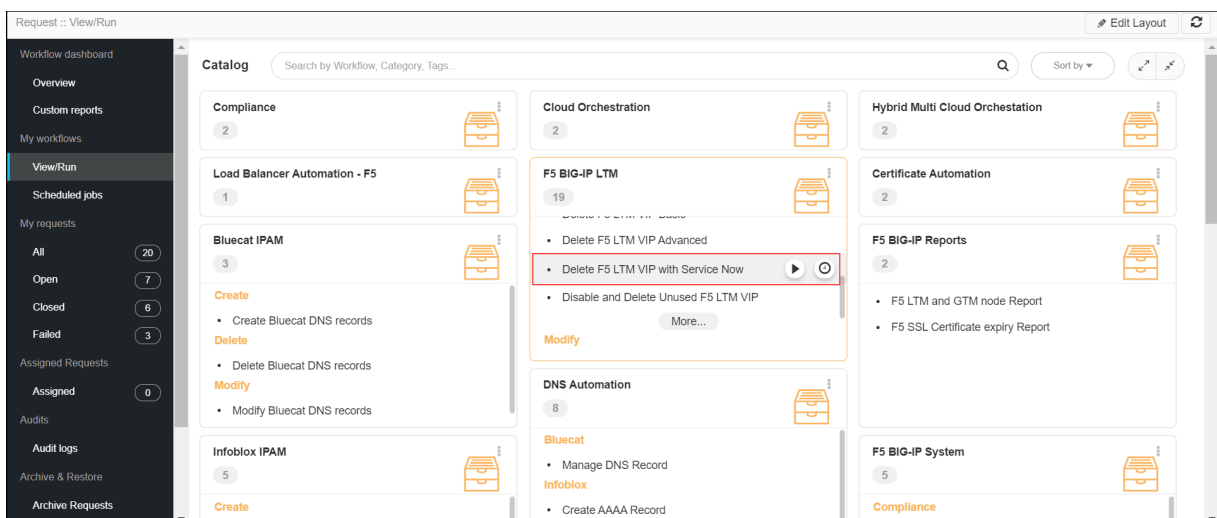 Request :: View/Run
Edit Layout
Workflow dashboard
Overview
Custom reports
My workflows
View/Run
Scheduled jobs
My requests
All 20
Open 7
Closed 6
Failed 3
Assigned Requests
Assigned 0
Audits
Audit logs
Archive & Restore
Archive Requests
Catalog
Search by Workflow, Category, Tags...
Sort by
Compliance
2
Cloud Orchestration
2
Hybrid Multi Cloud Orchestation
2
Load Balancer Automation - F5
1
F5 BIG-IP LTM
19
Delete F5 LTM VIP Basic
• Delete F5 LTM VIP Advanced
• Delete F5 LTM VIP with Service Now
• Disable and Delete Unused F5 LTM VIP
More...
Modify
Certificate Automation
2
Bluecat IPAM
3
Create
• Create Bluecat DNS records
Delete
• Delete Bluecat DNS records
Modify
• Modify Bluecat DNS records
F5 BIG-IP Reports
2
• F5 LTM and GTM node Report
• F5 SSL Certificate expiry Report
DNS Automation
8
Bluecat
• Manage DNS Record
Infoblox
• Create AAAA Record
Infoblox IPAM
5
Create
F5 BIG-IP System
5
Compliance